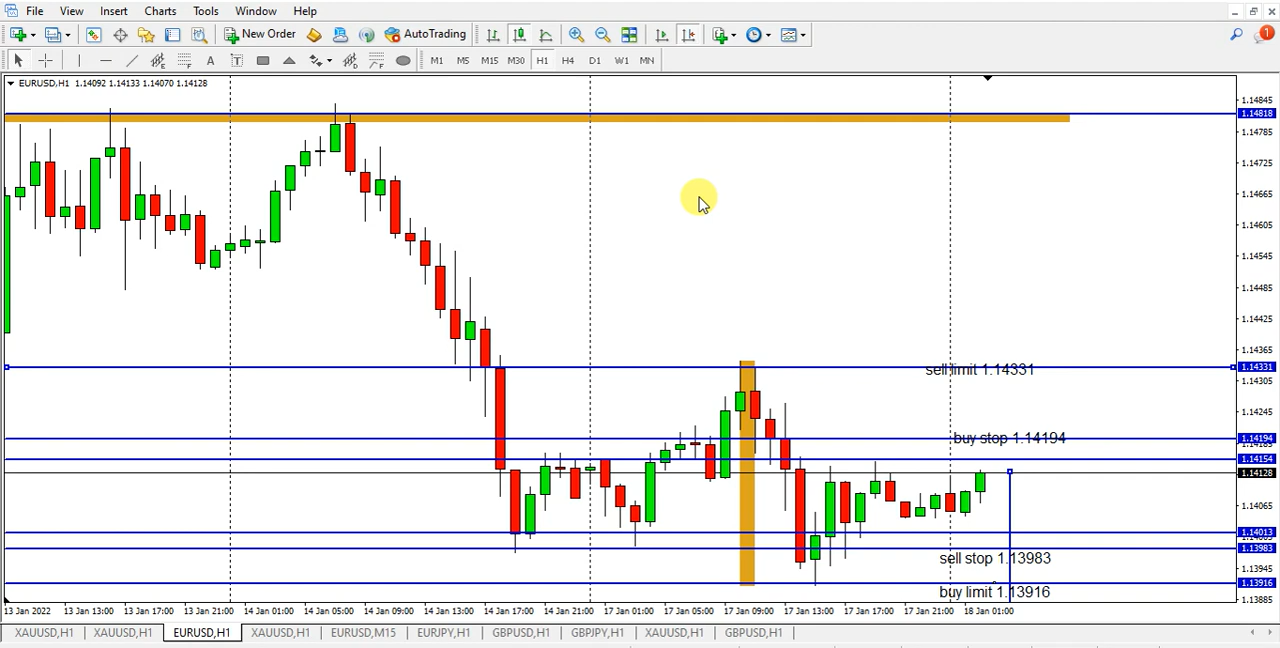 File View Insert Charts Tools Window Help
New Order AutoTrading 1
A T M1 M5 M15 M30 H1 H4 D1 W1 MN
EURUSD,H1 1.14092 1.14133 1.14070 1.14128
1.14845
1.14818
1.14785
1.14725
1.14665
1.14605
1.14545
1.14485
1.14425
1.14365
sell limit 1.14331 1.14331
1.14305
1.14245
buy stop 1.14194 1.14194
1.14154
1.14128
1.14065
1.14013
1.13983
sell stop 1.13983
1.13945
1.13916
buy limit 1.13916
1.13885
13 Jan 2022 13 Jan 13:00 13 Jan 17:00 13 Jan 21:00 14 Jan 01:00 14 Jan 05:00 14 Jan 09:00 14 Jan 13:00 14 Jan 17:00 14 Jan 21:00 17 Jan 01:00 17 Jan 05:00 17 Jan 09:00 17 Jan 13:00 17 Jan 17:00 17 Jan 21:00 18 Jan 01:00
XAUUSD,H1 XAUUSD,H1 EURUSD,H1 XAUUSD,H1 EURUSD,M15 EURJPY,H1 GBPUSD,H1 GBPJPY,H1 XAUUSD,H1 GBPUSD,H1